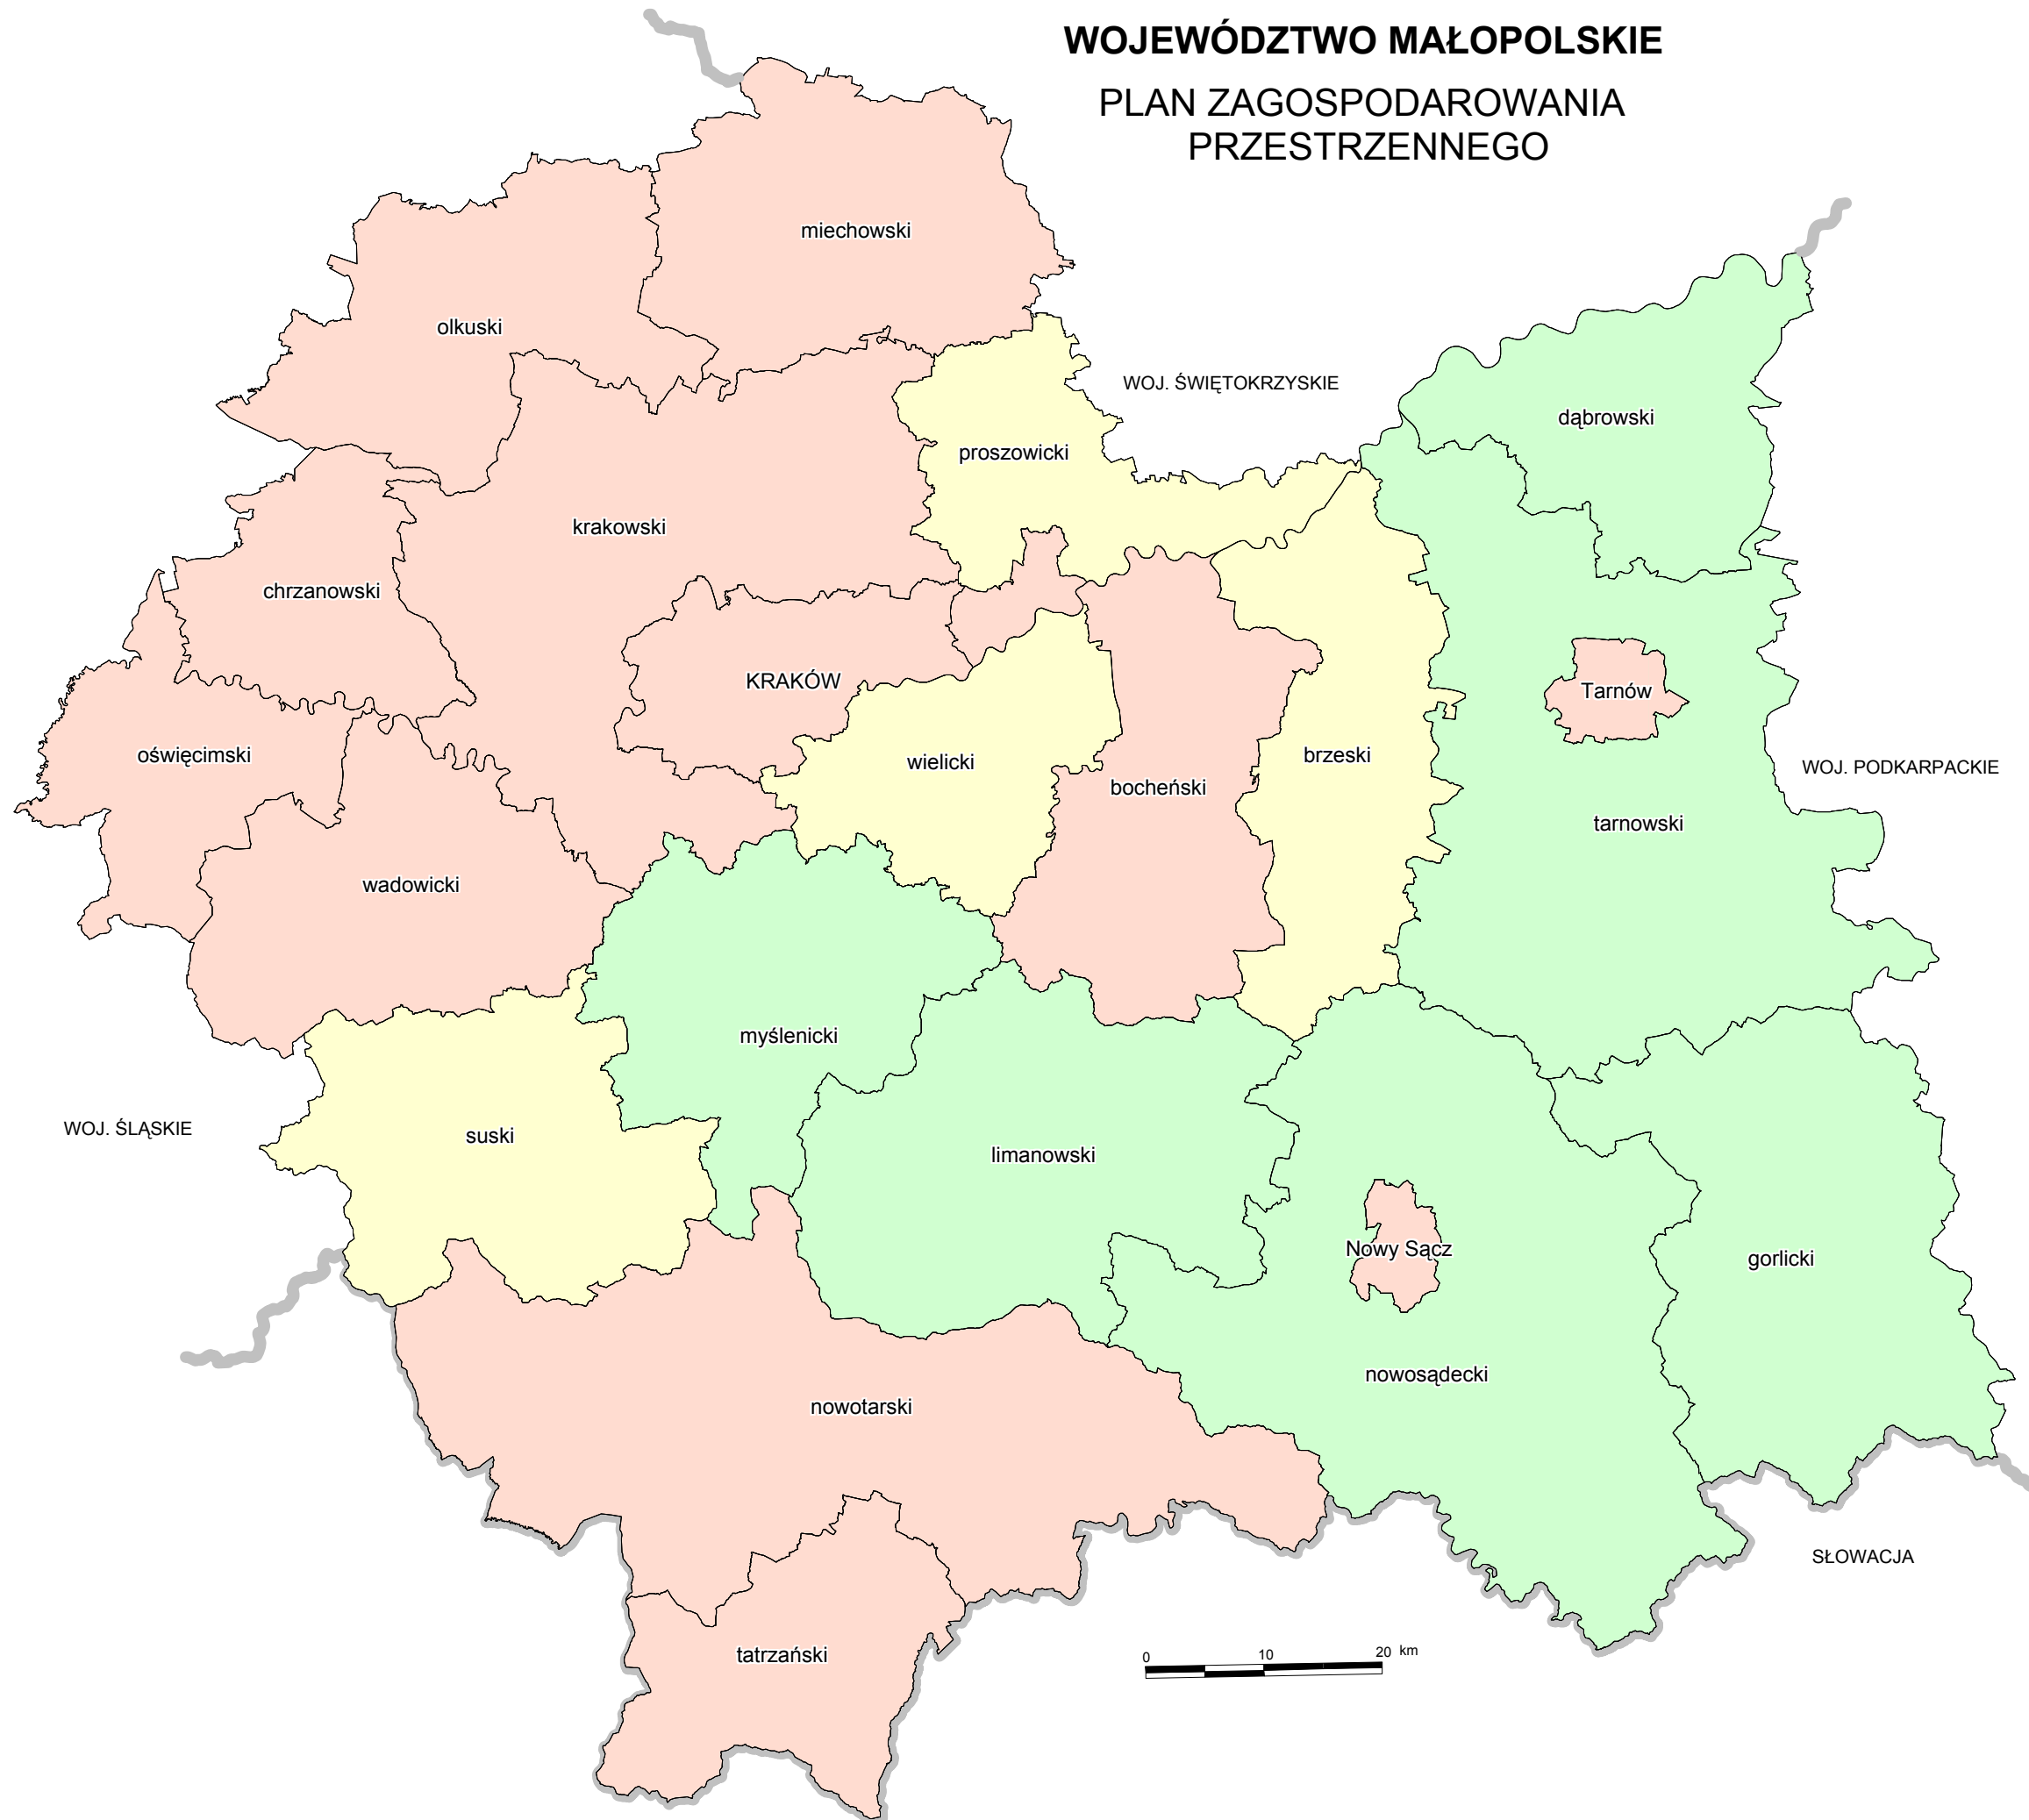 WOJEWÓDZTWO MAŁOPOLSKIE
PLAN ZAGOSPODAROWANIA
PRZESTRZENNEGO
miechowski
olkuski
WOJ. ŚWIĘTOKRZYSKIE
dąbrowski
proszowicki
krakowski
chrzanowski
KRAKÓW
Tarnów
oświęcimski
wielicki
brzeski
WOJ. PODKARPACKIE
bocheński
tarnowski
wadowicki
myślenicki
WOJ. ŚLĄSKIE
suski
limanowski
Nowy Sącz
gorlicki
nowosądecki
nowotarski
SŁOWACJA
tatrzański
0 10 20 km